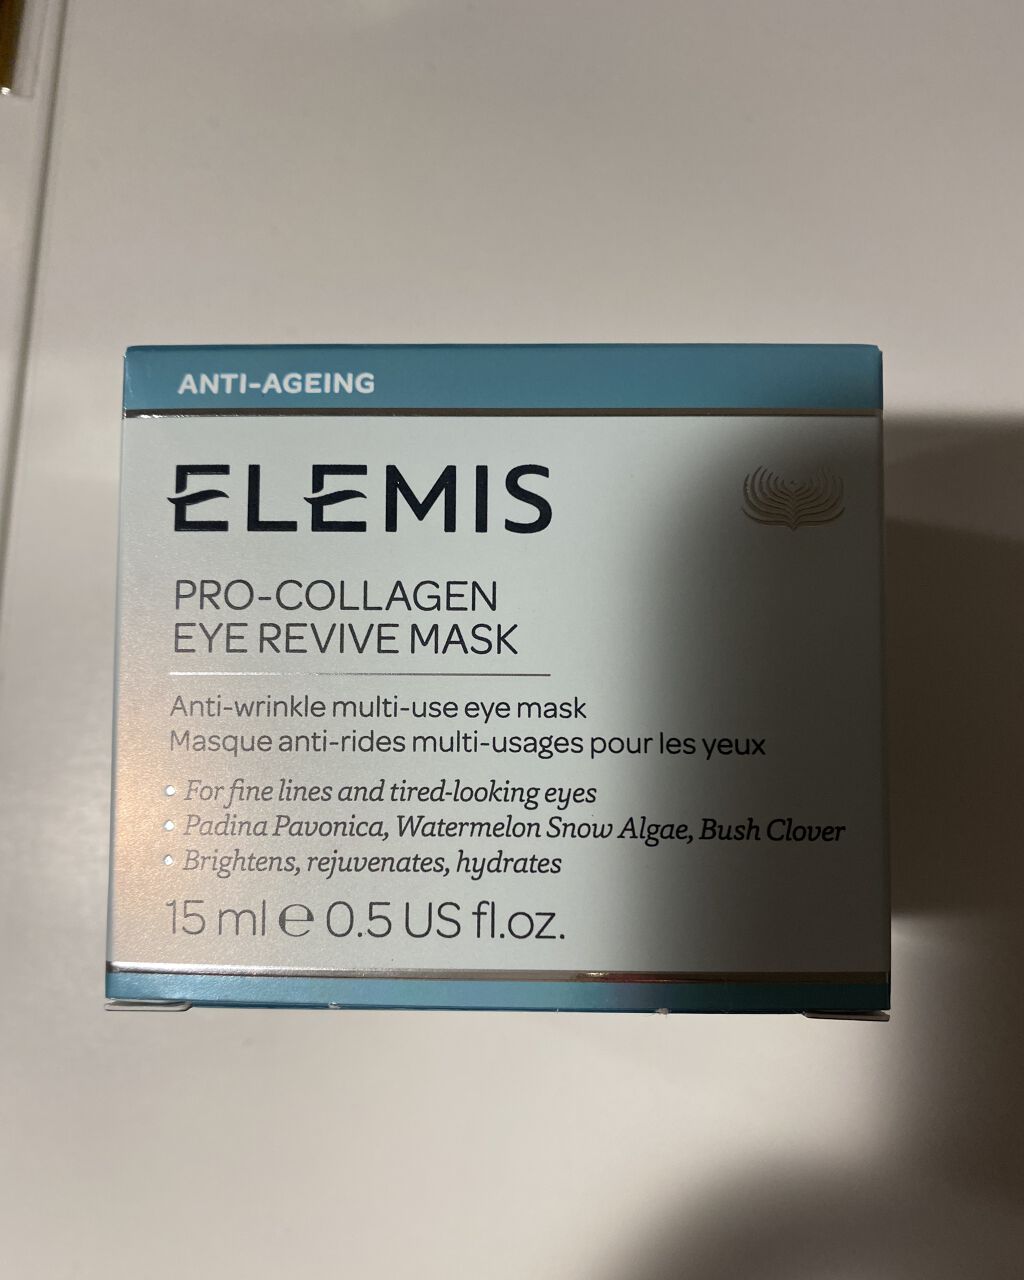 ANTI-AGEING
ELEMIS
PRO-COLLAGEN
EYE REVIVE MASK
Anti-wrinkle multi-use eye mask
Masque anti-rides multi-usages pour les yeux
• For fine lines and tired-looking eyes
• Padina Pavonica, Watermelon Snow Algae, Bush Clover
• Brightens, rejuvenates, hydrates
15 ml ℮ 0.5 US fl.oz.